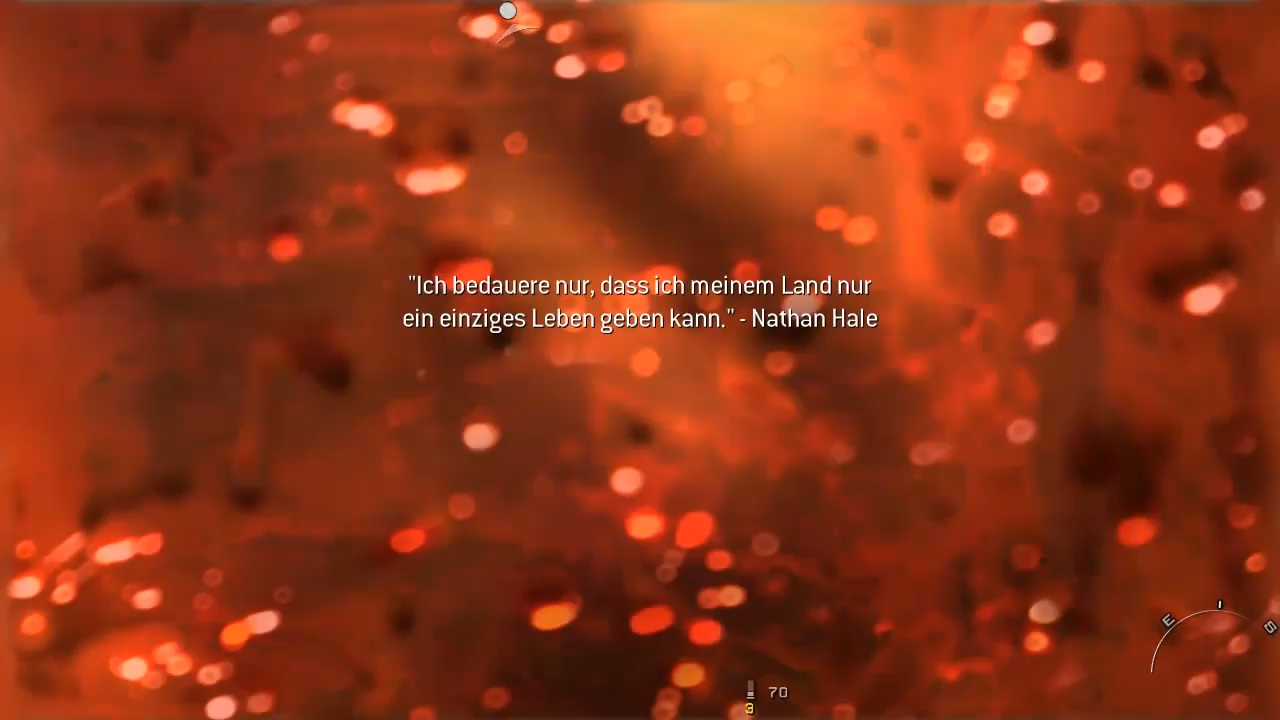 "Ich bedauere nur, dass ich meinem Land nur
ein einziges Leben geben kann." - Nathan Hale
E
S
70
3